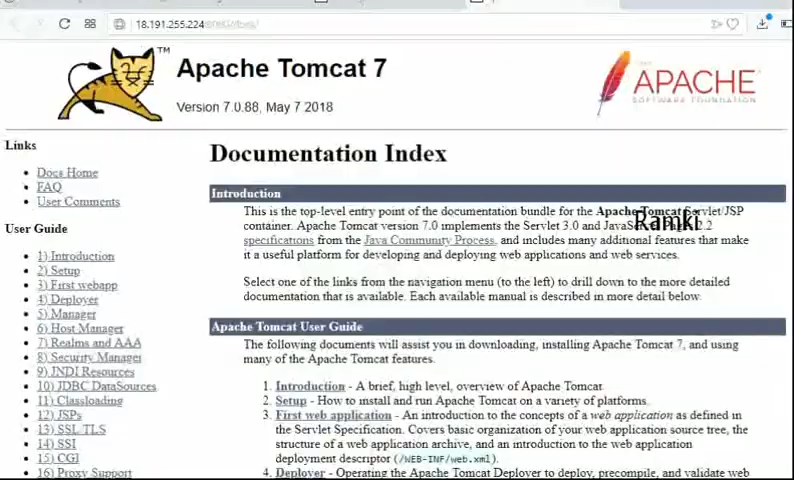 18.191.255.224
TM
Apache Tomcat 7
Version 7.0.88, May 7 2018
APACHE
SOFTWARE FOUNDATION
Links
Docs Home
FAQ
User Comments
User Guide
1) Introduction
2) Setup
3) First webapp
4) Deployer
5) Manager
6) Host Manager
7) Realms and AAA
8) Security Manager
9) JNDI Resources
10) JDBC DataSources
11) Classloading
12) JSPs
13) SSL/TLS
14) SSI
15) CGI
16) Proxy Support
Documentation Index
Introduction
This is the top-level entry point of the documentation bundle for the Apache Tomcat Servlet/JSP
container. Apache Tomcat version 7.0 implements the Servlet 3.0 and JavaServer Pages 2.2
Ramki
specifications from the Java Community Process, and includes many additional features that make
it a useful platform for developing and deploying web applications and web services.
Select one of the links from the navigation menu (to the left) to drill down to the more detailed
documentation that is available. Each available manual is described in more detail below.
Apache Tomcat User Guide
The following documents will assist you in downloading, installing Apache Tomcat 7, and using
many of the Apache Tomcat features.
1. Introduction - A brief, high level, overview of Apache Tomcat.
2. Setup - How to install and run Apache Tomcat on a variety of platforms.
3. First web application - An introduction to the concepts of a web application as defined in
the Servlet Specification. Covers basic organization of your web application source tree, the
structure of a web application archive, and an introduction to the web application
deployment descriptor (/WEB-INF/web.xml).
4. Deployer - Operating the Apache Tomcat Deployer to deploy, precompile, and validate web